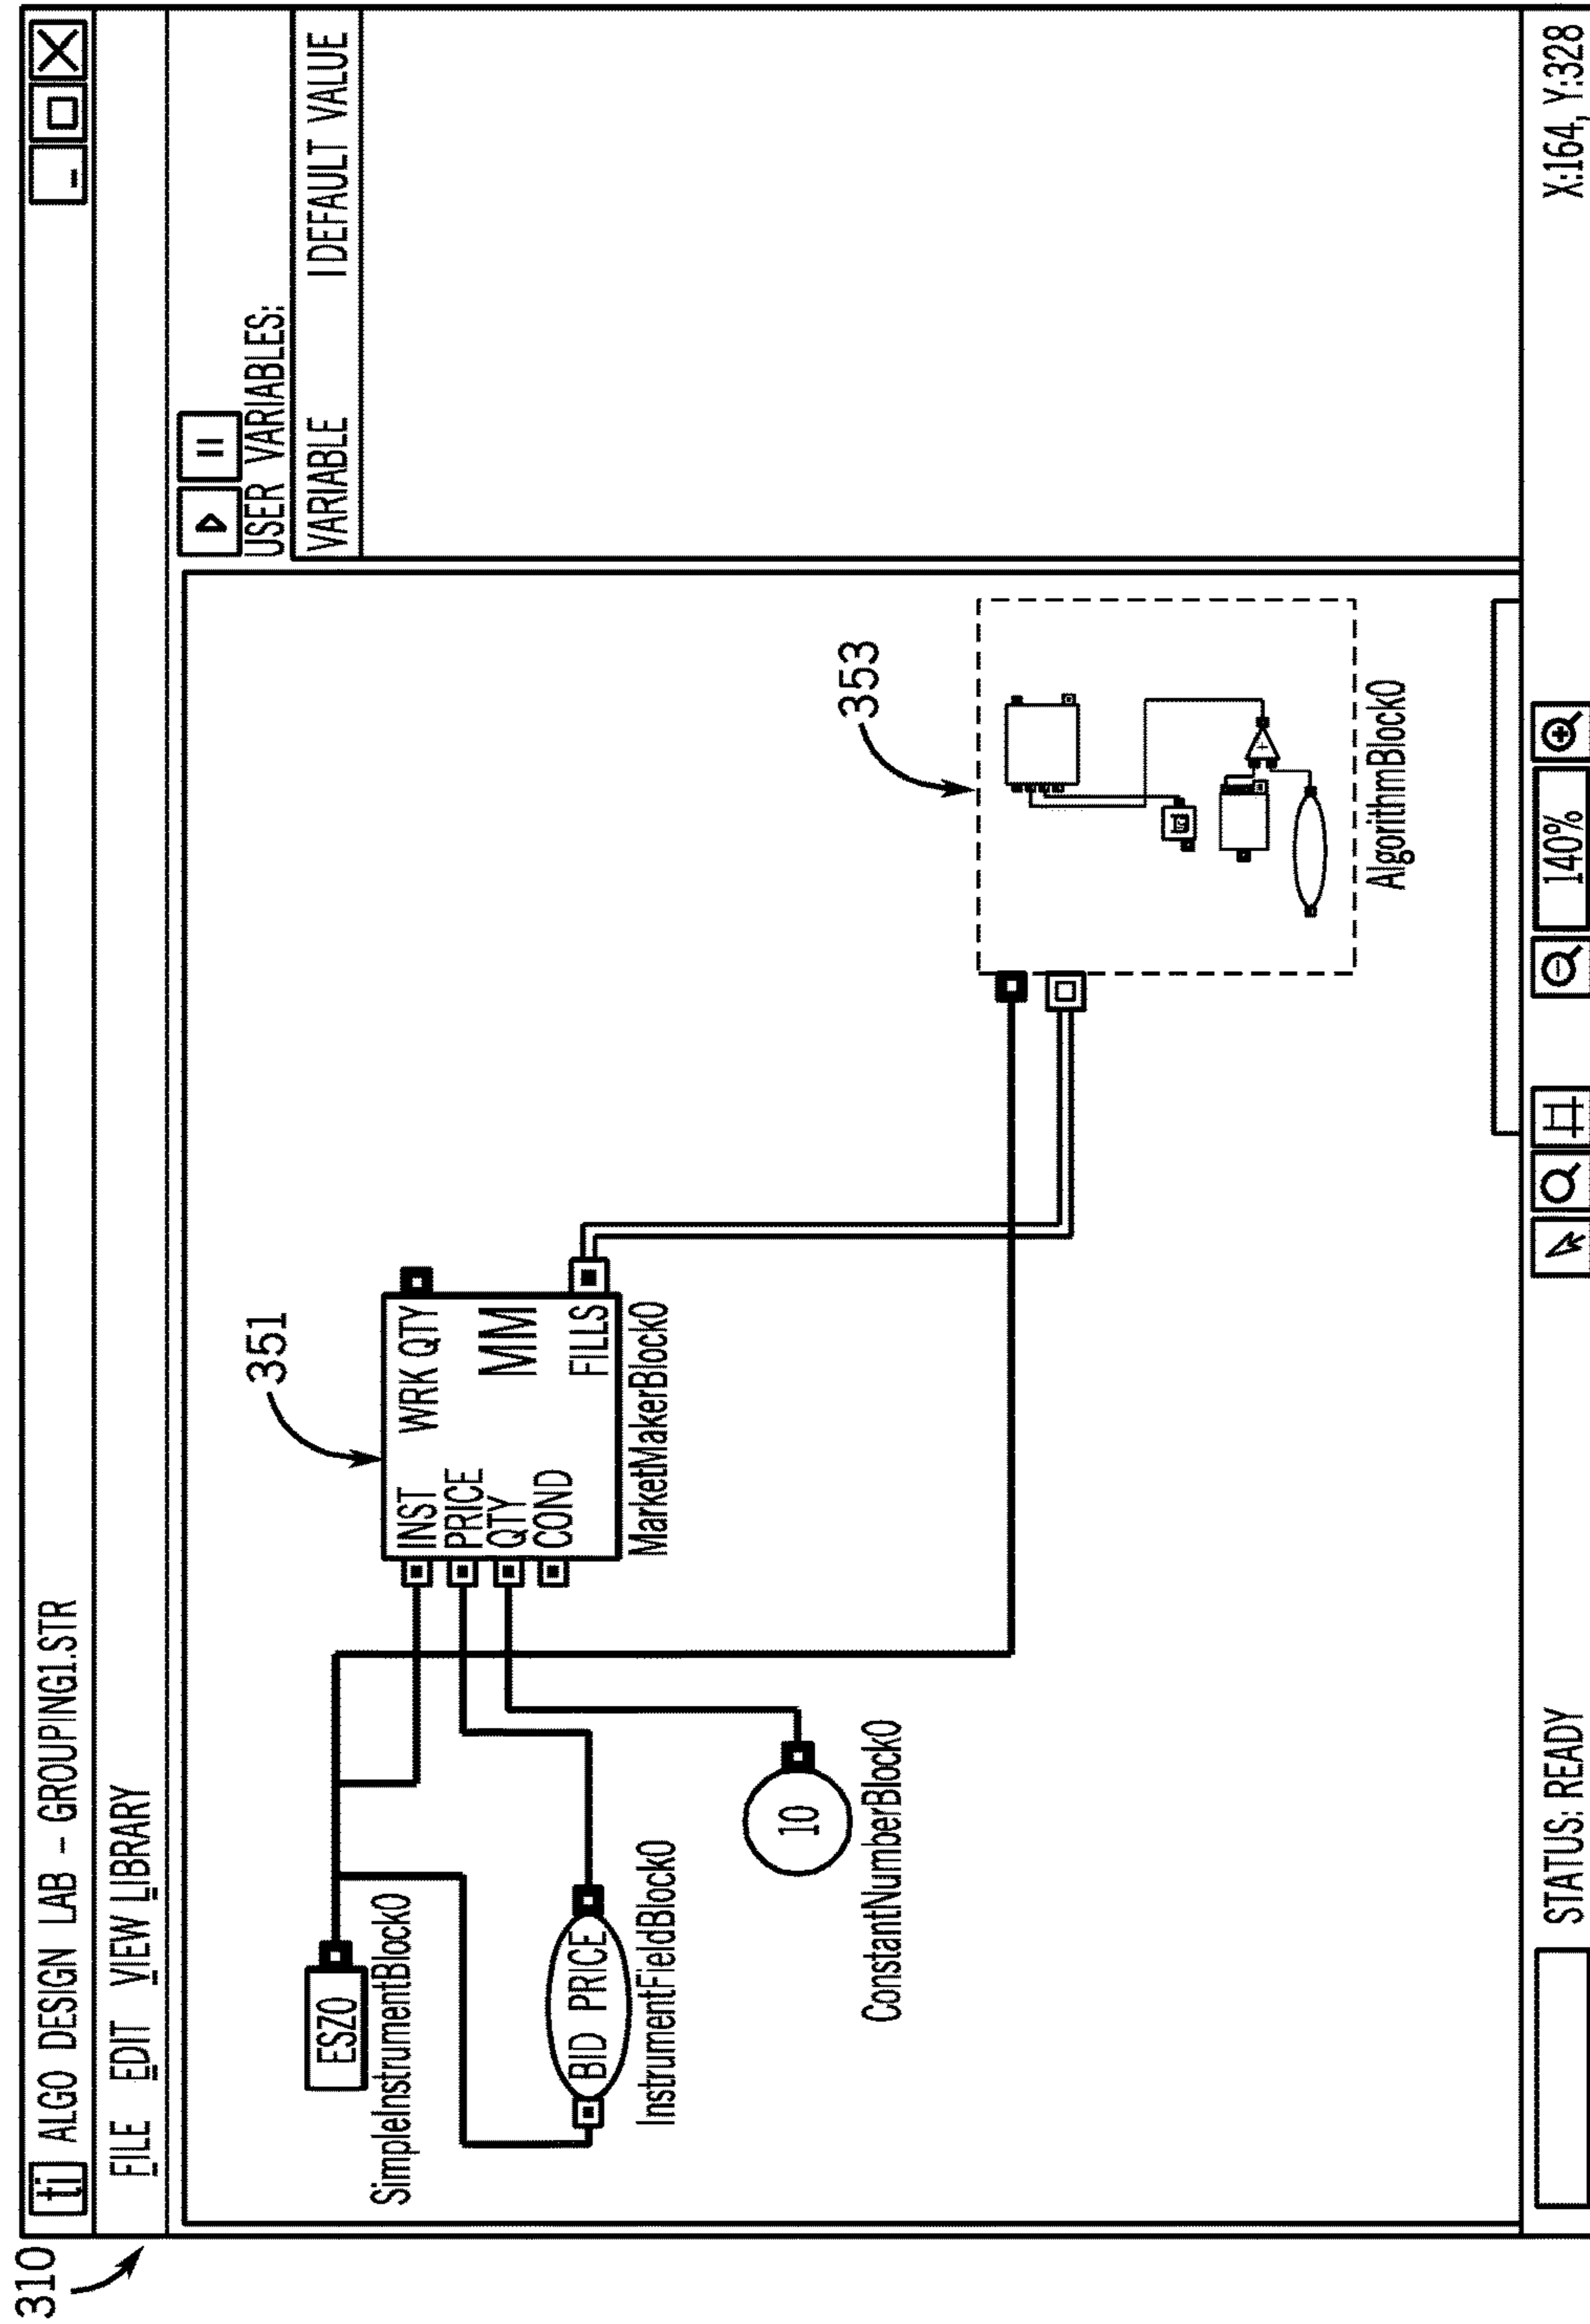 310
ti ALGO DESIGN LAB - GROUPING1.STR
FILE EDIT VIEW LIBRARY
USER VARIABLES:
VARIABLE | DEFAULT VALUE
351
ESZ0
SimpleInstrumentBlock0
BID PRICE
InstrumentFieldBlock0
10
ConstantNumberBlock0
INST WRK QTY
PRICE
QTY MM
COND FILLS
MarketMakerBlock0
353
+
AlgorithmBlock0
STATUS: READY
140%
X:164, Y:328